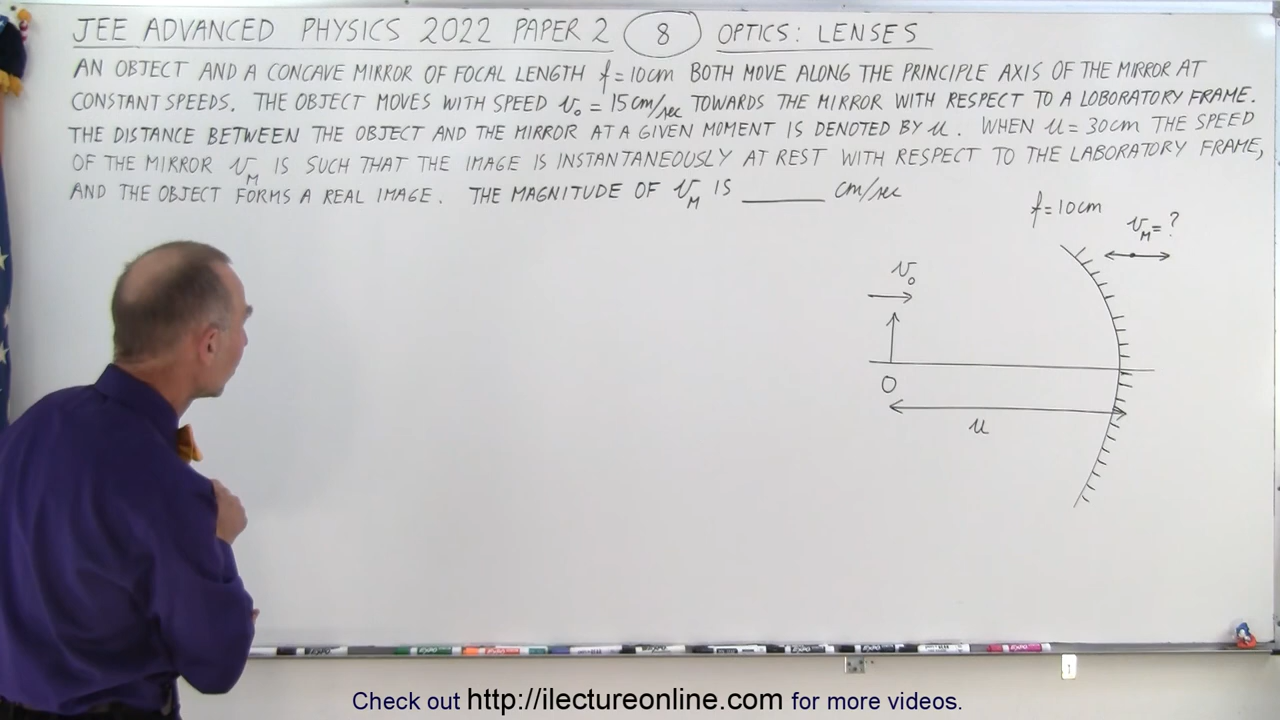 JEE ADVANCED PHYSICS 2022 PAPER 2 8 OPTICS: LENSES
AN OBJECT AND A CONCAVE MIRROR OF FOCAL LENGTH f = 10cm BOTH MOVE ALONG THE PRINCIPLE AXIS OF THE MIRROR AT
CONSTANT SPEEDS. THE OBJECT MOVES WITH SPEED v₀ = 15 cm/sec TOWARDS THE MIRROR WITH RESPECT TO A LOBORATORY FRAME.
THE DISTANCE BETWEEN THE OBJECT AND THE MIRROR AT A GIVEN MOMENT IS DENOTED BY u. WHEN u = 30cm THE SPEED
OF THE MIRROR v_M IS SUCH THAT THE IMAGE IS INSTANTANEOUSLY AT REST WITH RESPECT TO THE LABORATORY FRAME,
AND THE OBJECT FORMS A REAL IMAGE. THE MAGNITUDE OF v_M IS ______ cm/sec
f = 10cm
v_M = ?
v₀
O
u
Check out http://ilectureonline.com for more videos.